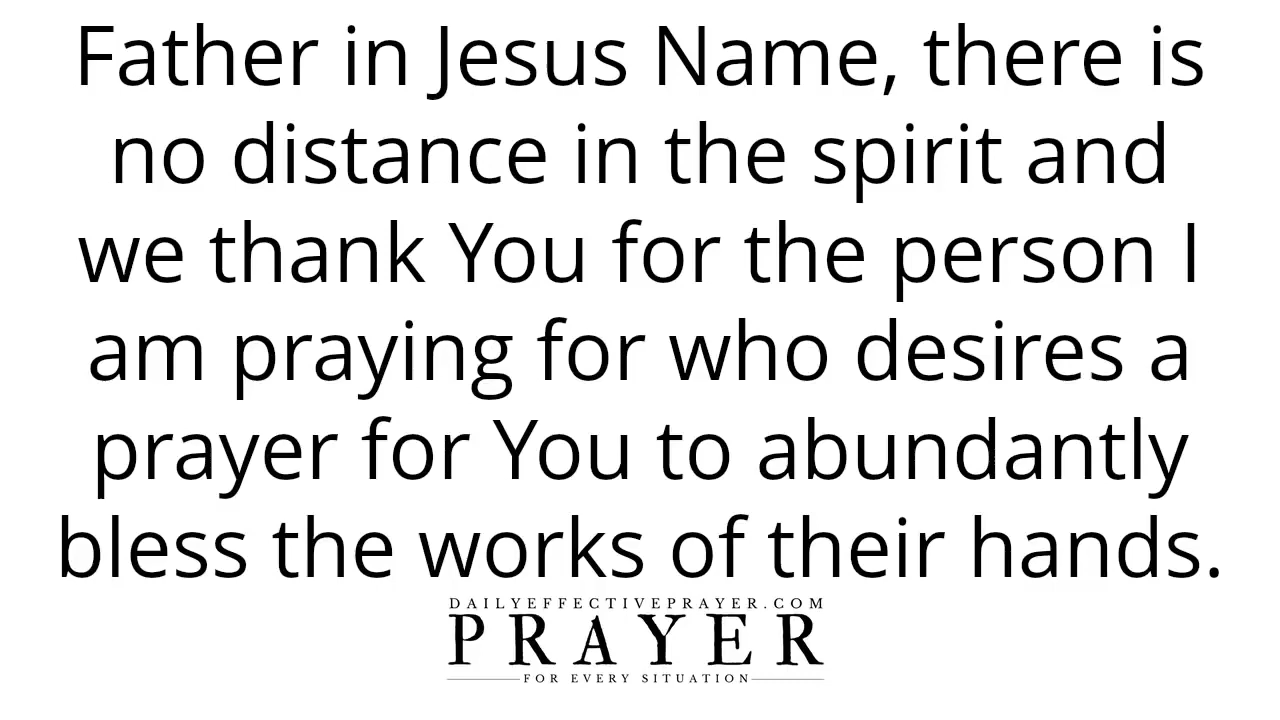 Father in Jesus Name, there is
no distance in the spirit and
we thank You for the person I
am praying for who desires a
prayer for You to abundantly
bless the works of their hands.
DAILYEFFECTIVEPRAYER.COM
PRAYER
FOR EVERY SITUATION